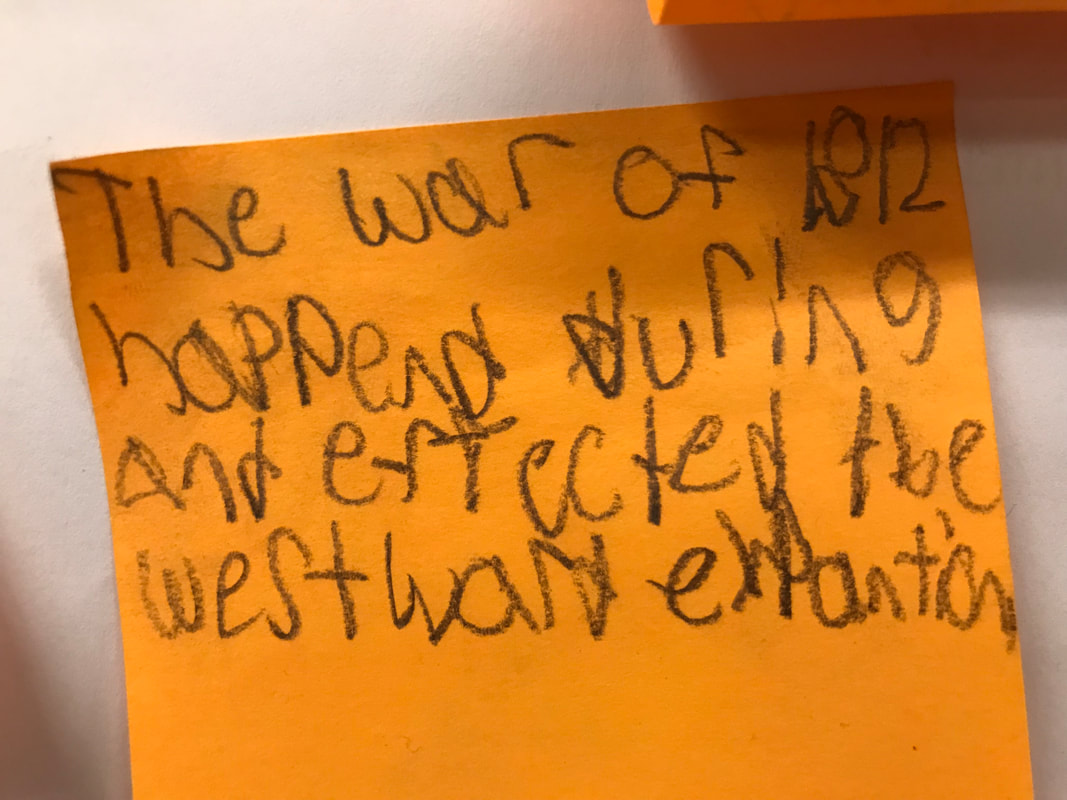 The war of 1812
happend during
and effected the
westward expantion